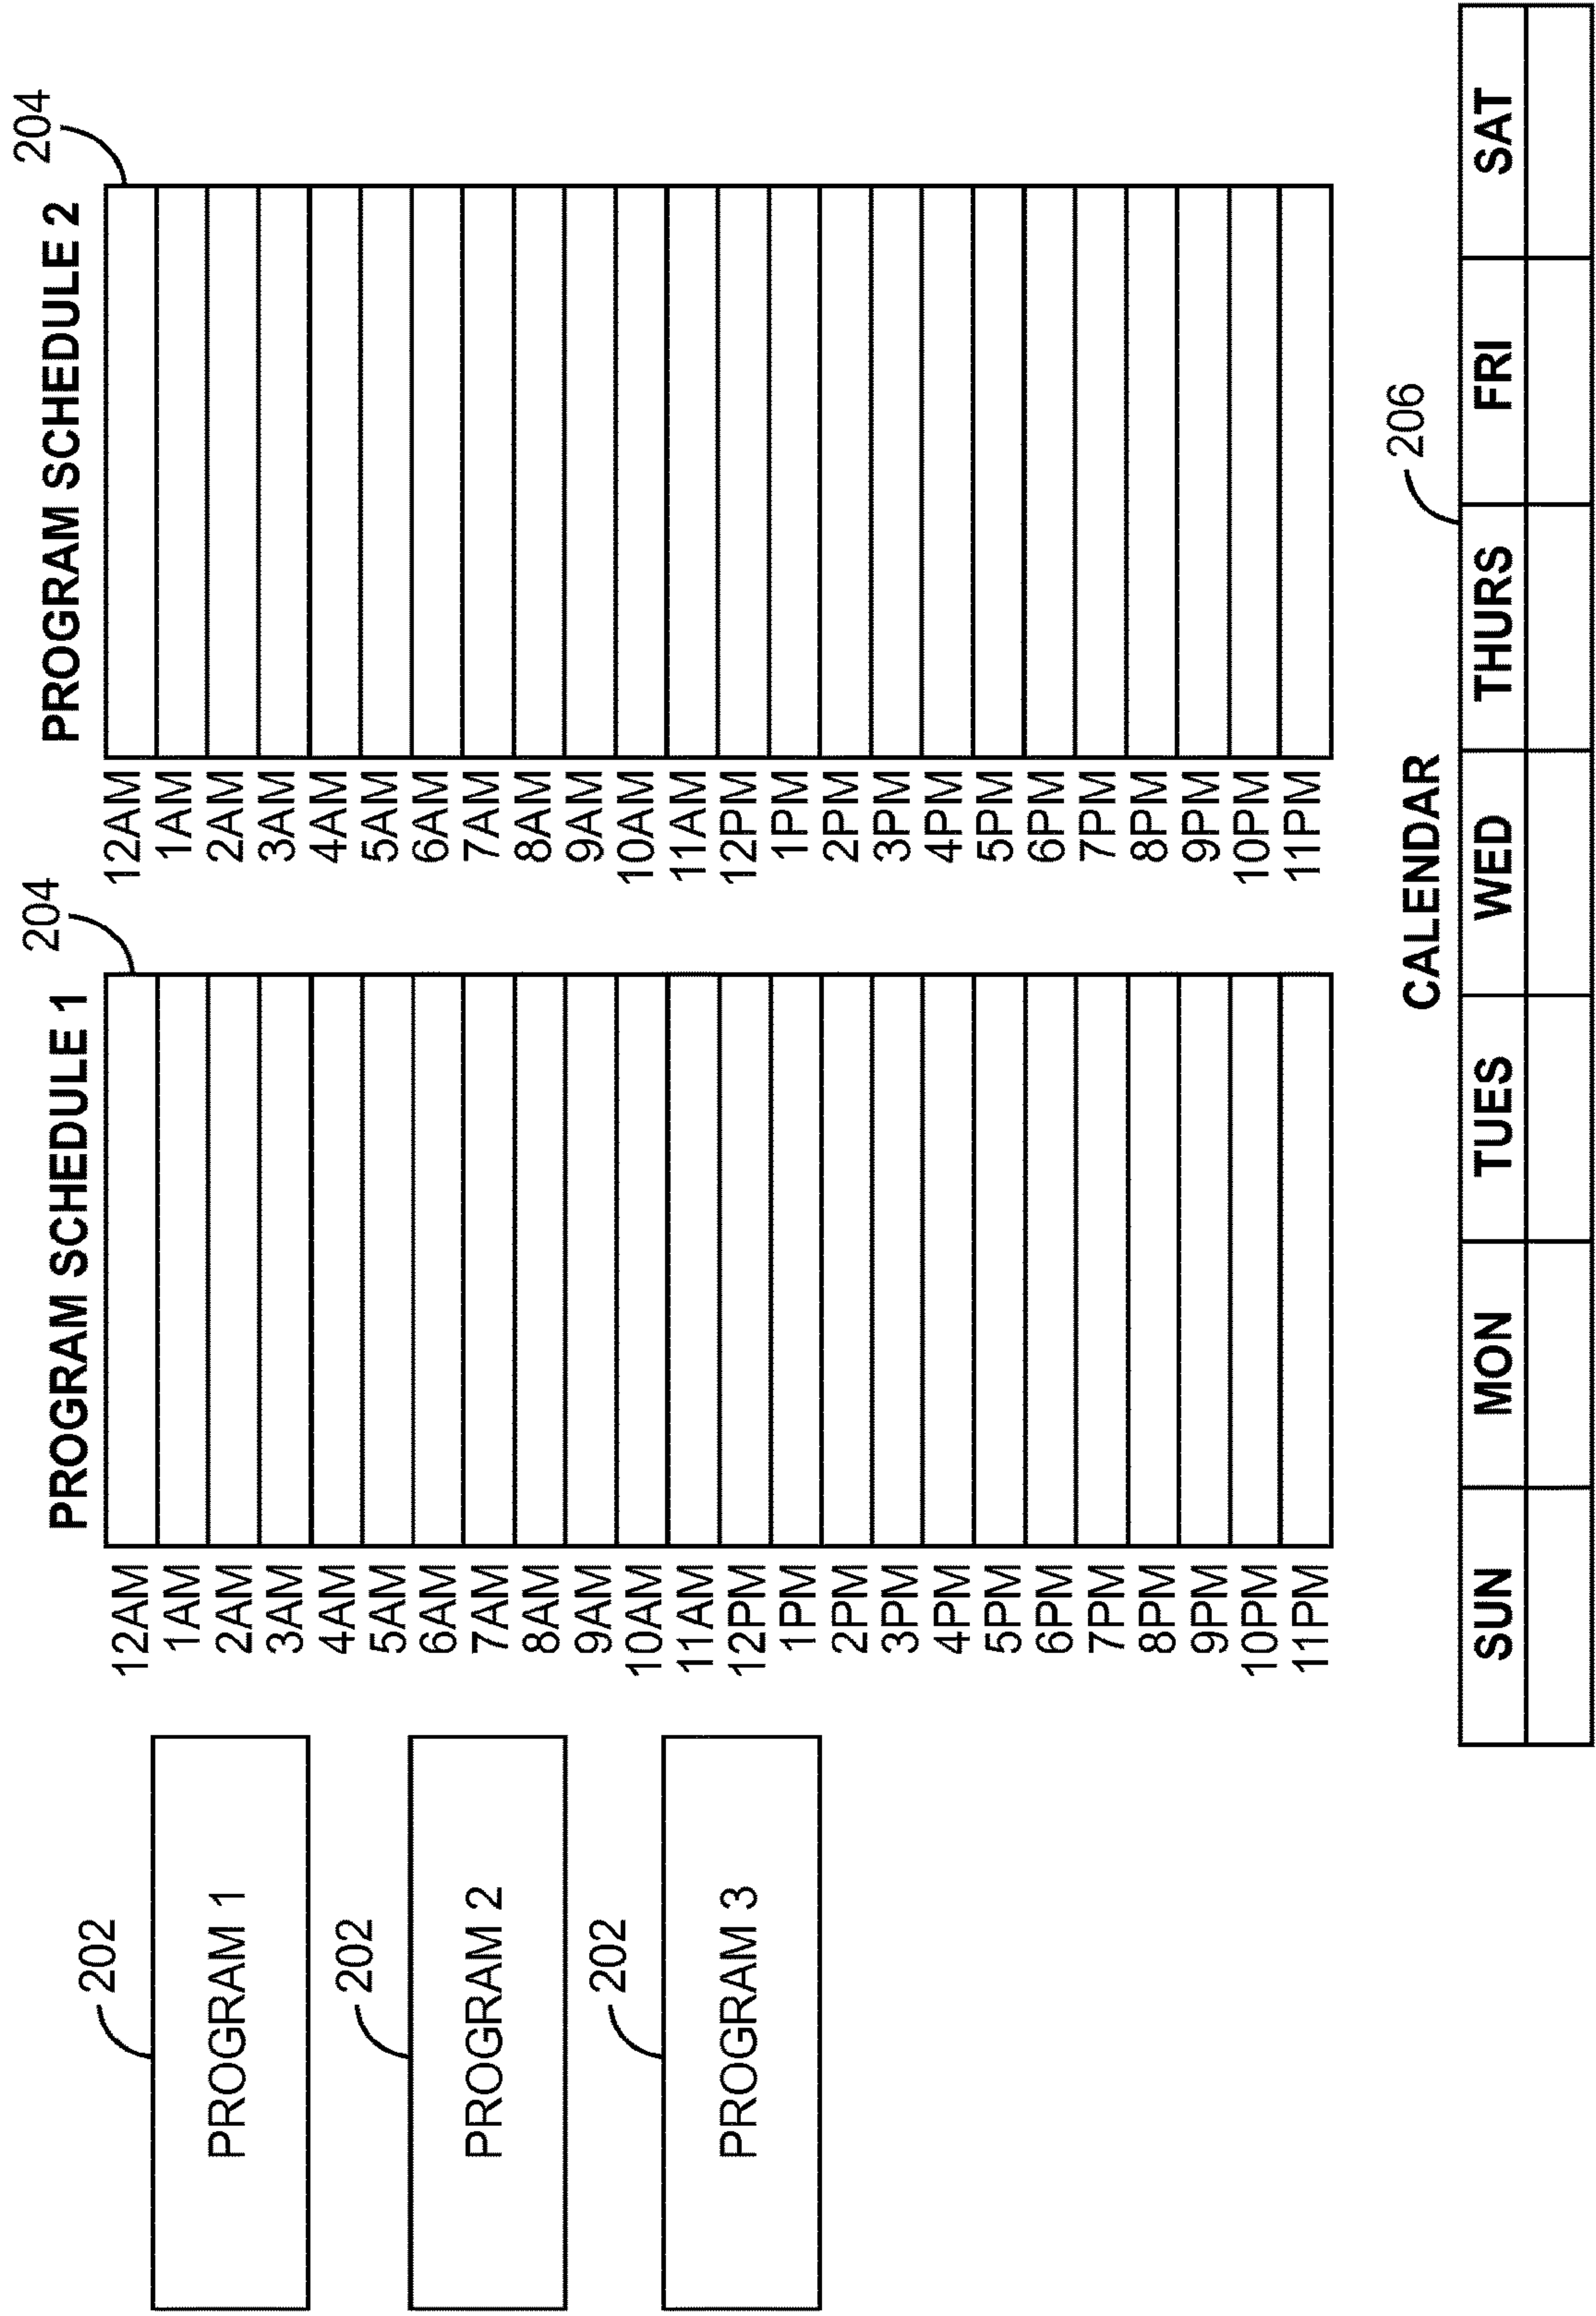 202
PROGRAM 1
202
PROGRAM 2
202
PROGRAM 3
PROGRAM SCHEDULE 1
204
12AM
1AM
2AM
3AM
4AM
5AM
6AM
7AM
8AM
9AM
10AM
11AM
12PM
1PM
2PM
3PM
4PM
5PM
6PM
7PM
8PM
9PM
10PM
11PM
PROGRAM SCHEDULE 2
204
12AM
1AM
2AM
3AM
4AM
5AM
6AM
7AM
8AM
9AM
10AM
11AM
12PM
1PM
2PM
3PM
4PM
5PM
6PM
7PM
8PM
9PM
10PM
11PM
CALENDAR
206
SUN MON TUES WED THURS FRI SAT